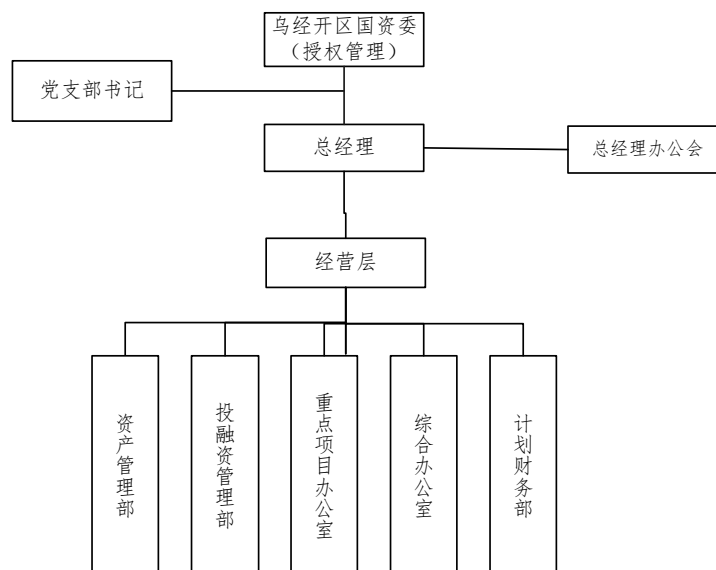 乌经开区国资委
（授权管理）
党支部书记
总经理
总经理办公会
经营层
资产管理部
投融资管理部
重点项目办公室
综合办公室
计划财务部